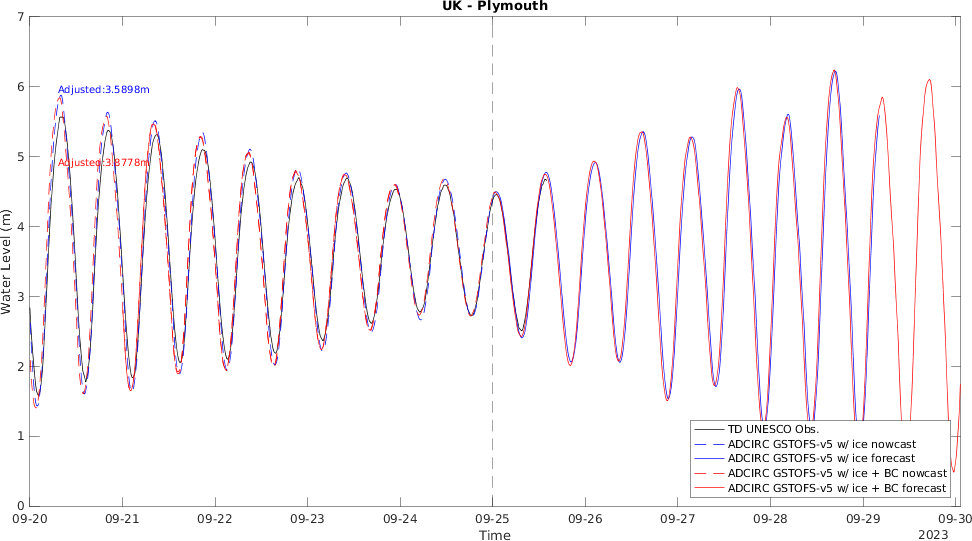 UK - Plymouth
7
6
5
4
3
2
1
0
Water Level (m)
Adjusted:3.5898m
Adjusted:3.8778m
TD UNESCO Obs.
ADCIRC GSTOFS-v5 w/ ice nowcast
ADCIRC GSTOFS-v5 w/ ice forecast
ADCIRC GSTOFS-v5 w/ ice + BC nowcast
ADCIRC GSTOFS-v5 w/ ice + BC forecast
09-20 09-21 09-22 09-23 09-24 09-25 09-26 09-27 09-28 09-29 09-30
Time
2023